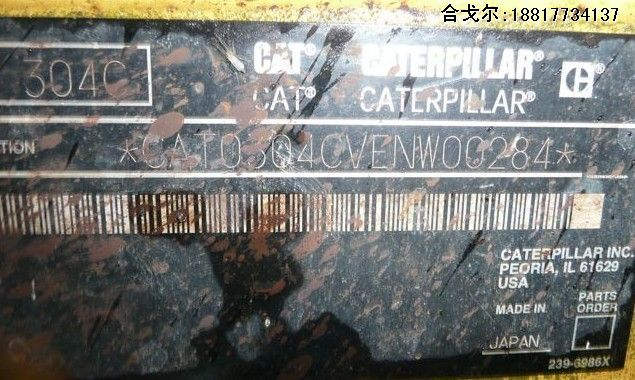 合戈尔:18817734137
304C
CAT® CATERPILLAR®
CAT® CATERPILLAR®
TION
*CAT0304CVENW00284*
CATERPILLAR INC.
PEORIA, IL 61629
USA
MADE IN
PARTS ORDER
JAPAN
239-6986X